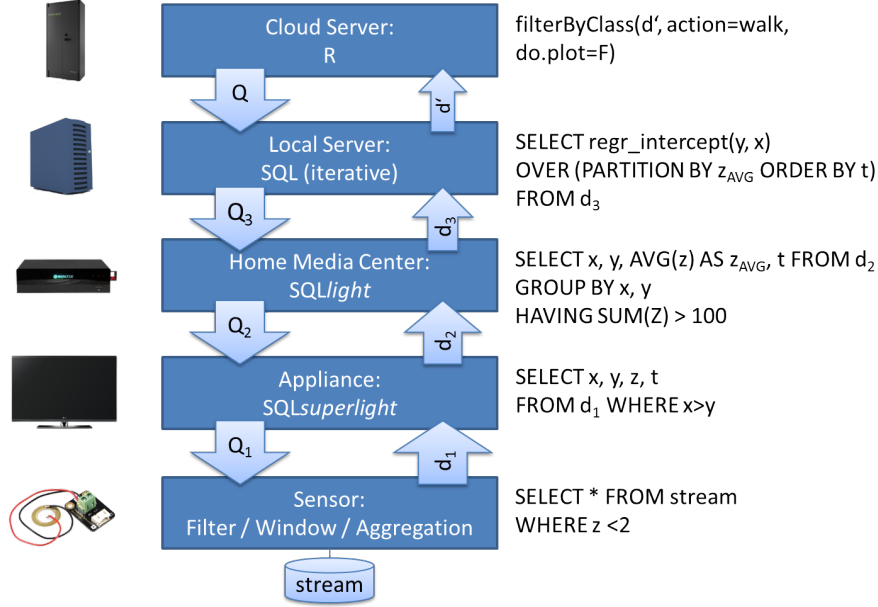 Cloud Server:
R
filterByClass(d‘, action=walk,
do.plot=F)
Q
d‘
Local Server:
SQL (iterative)
SELECT regr_intercept(y, x)
OVER (PARTITION BY zAVG ORDER BY t)
FROM d3
Q3
d3
Home Media Center:
SQLlight
SELECT x, y, AVG(z) AS zAVG, t FROM d2
GROUP BY x, y
HAVING SUM(Z) > 100
Q2
d2
Appliance:
SQLsuperlight
SELECT x, y, z, t
FROM d1 WHERE x>y
Q1
d1
Sensor:
Filter / Window / Aggregation
SELECT * FROM stream
WHERE z <2
stream